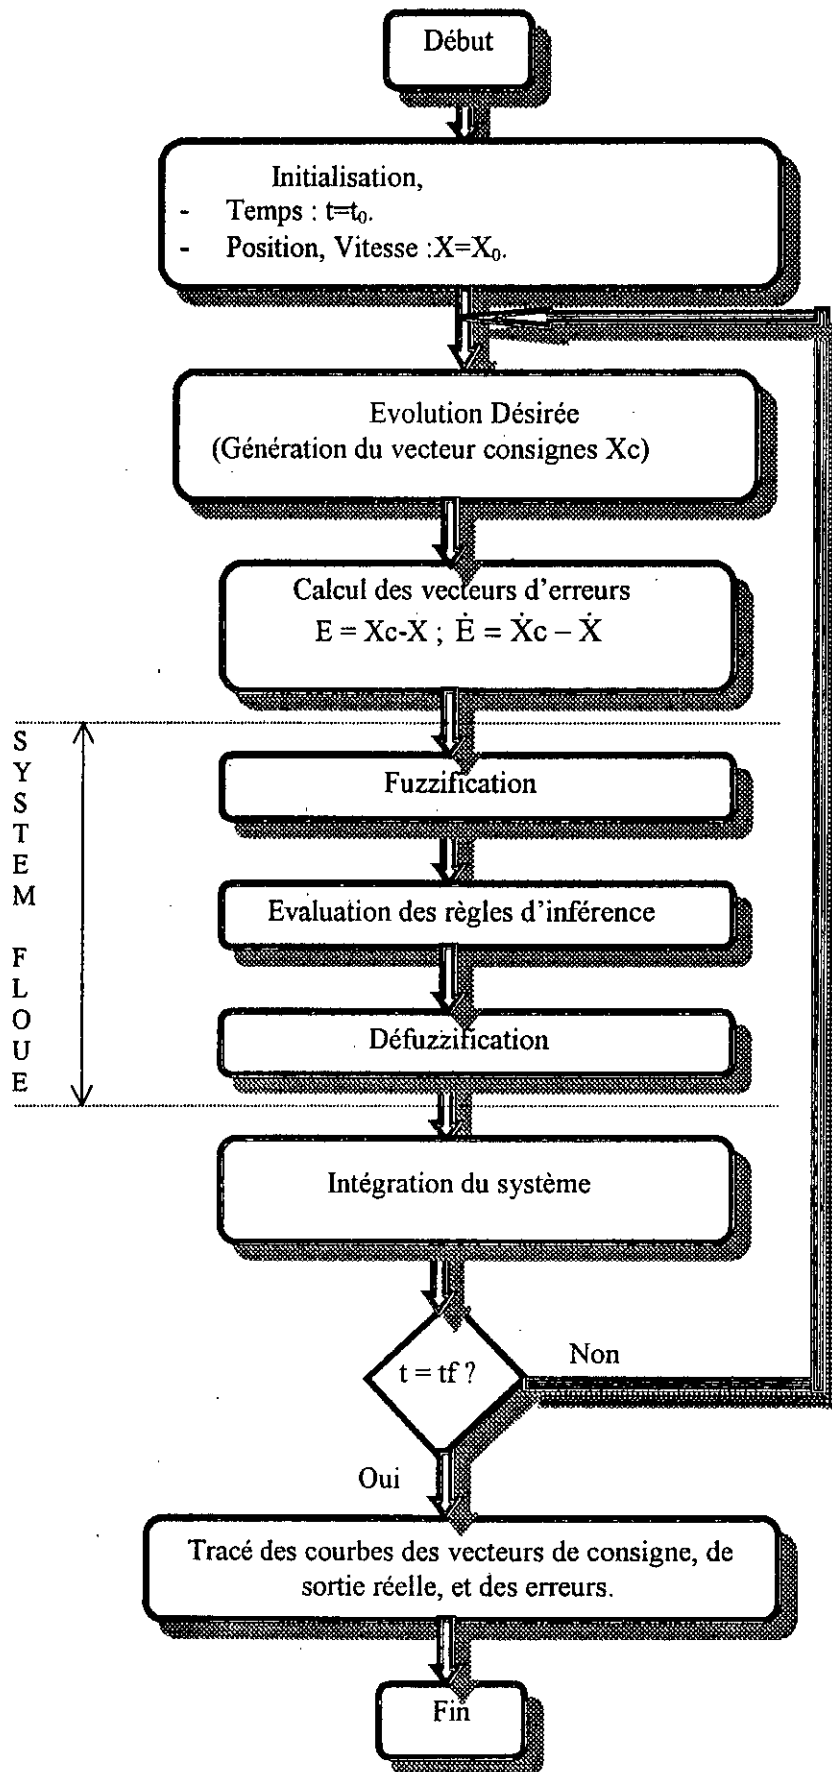 Début
Initialisation,
- Temps : t=t₀.
- Position, Vitesse :X=X₀.
Evolution Désirée
(Génération du vecteur consignes Xc)
Calcul des vecteurs d'erreurs
E = Xc-X ; Ė = Ẋc – Ẋ
SYSTEM FLOUE
Fuzzification
Evaluation des règles d'inférence
Défuzzification
Intégration du système
t = tf ?
Non
Oui
Tracé des courbes des vecteurs de consigne, de
sortie réelle, et des erreurs.
Fin